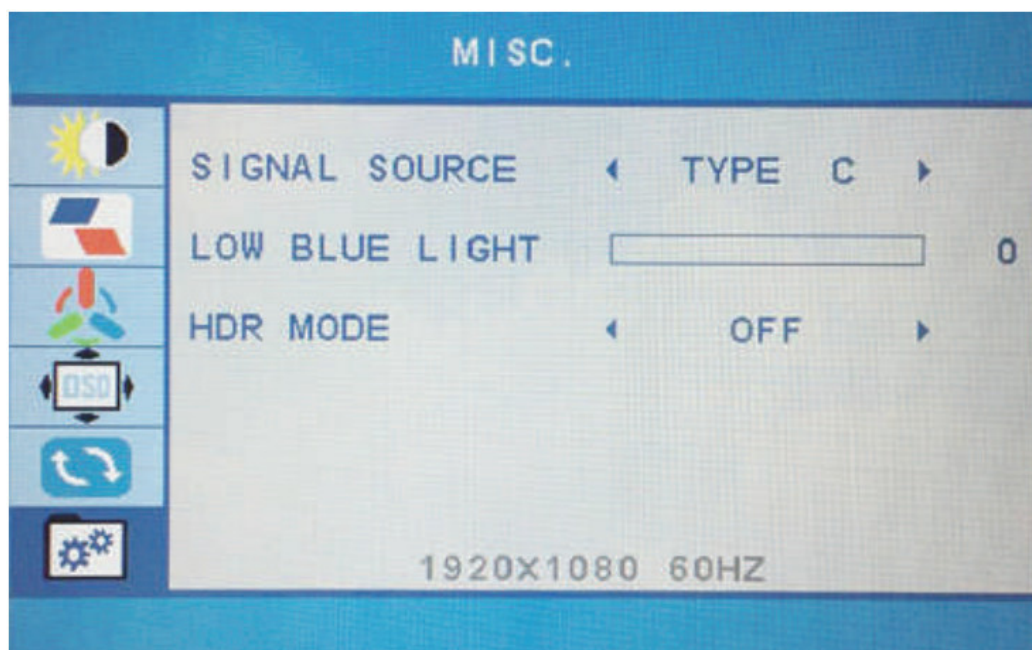 MISC.
SIGNAL SOURCE TYPE C
LOW BLUE LIGHT 0
HDR MODE OFF
OSD
1920X1080 60HZ